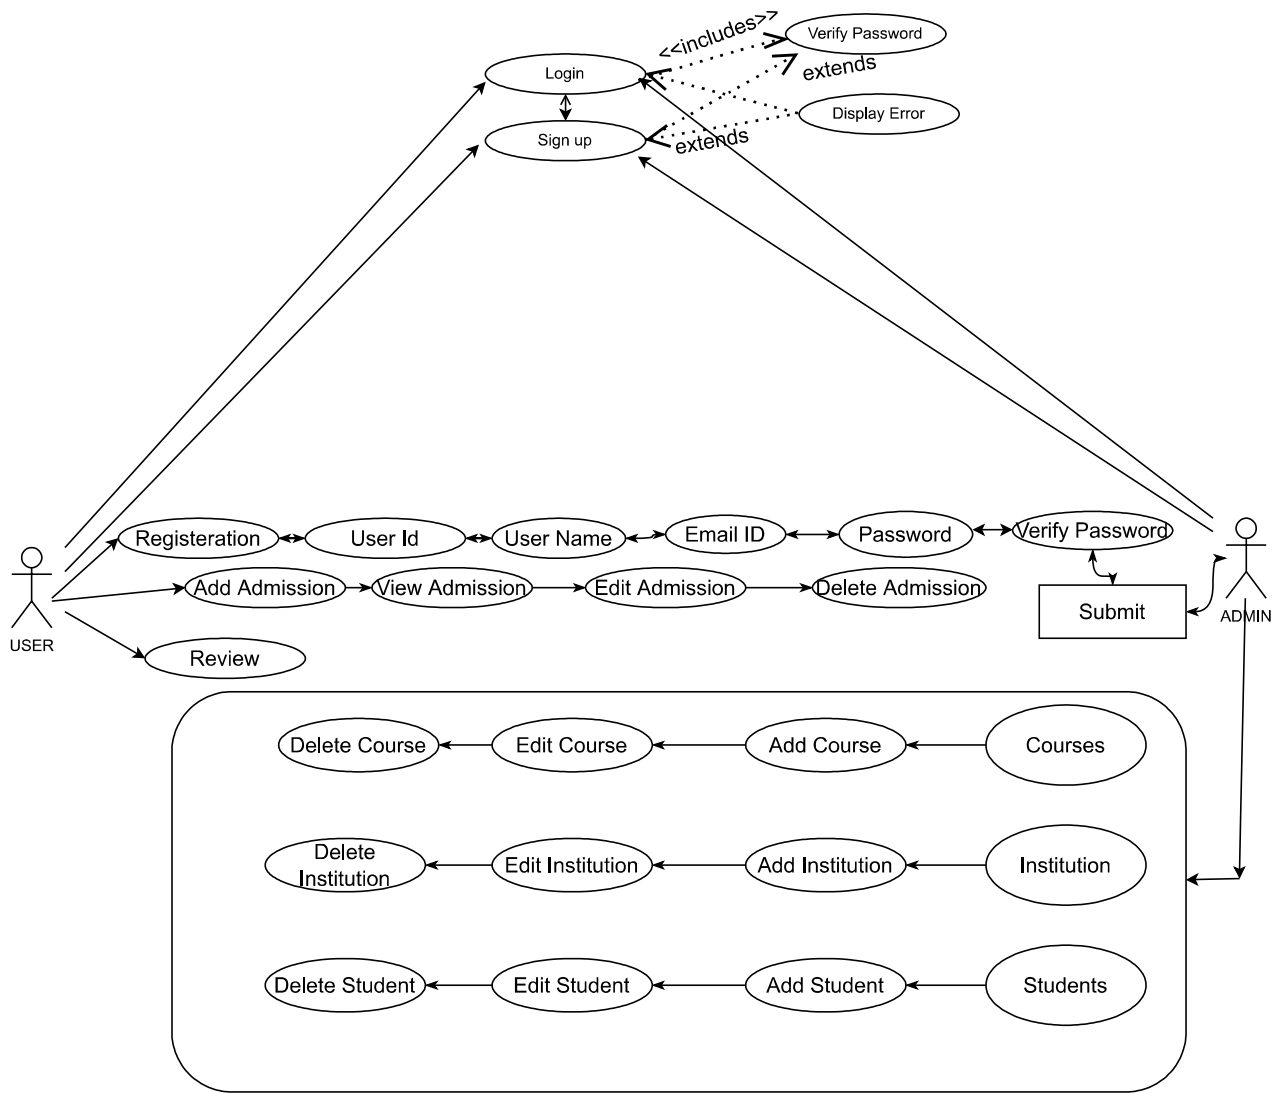 <<includes>>
Verify Password
Login
extends
Display Error
Sign up
extends
Registeration
User Id
User Name
Email ID
Password
Verify Password
Add Admission
View Admission
Edit Admission
Delete Admission
Submit
USER
ADMIN
Review
Delete Course
Edit Course
Add Course
Courses
Delete
Institution
Edit Institution
Add Institution
Institution
Delete Student
Edit Student
Add Student
Students